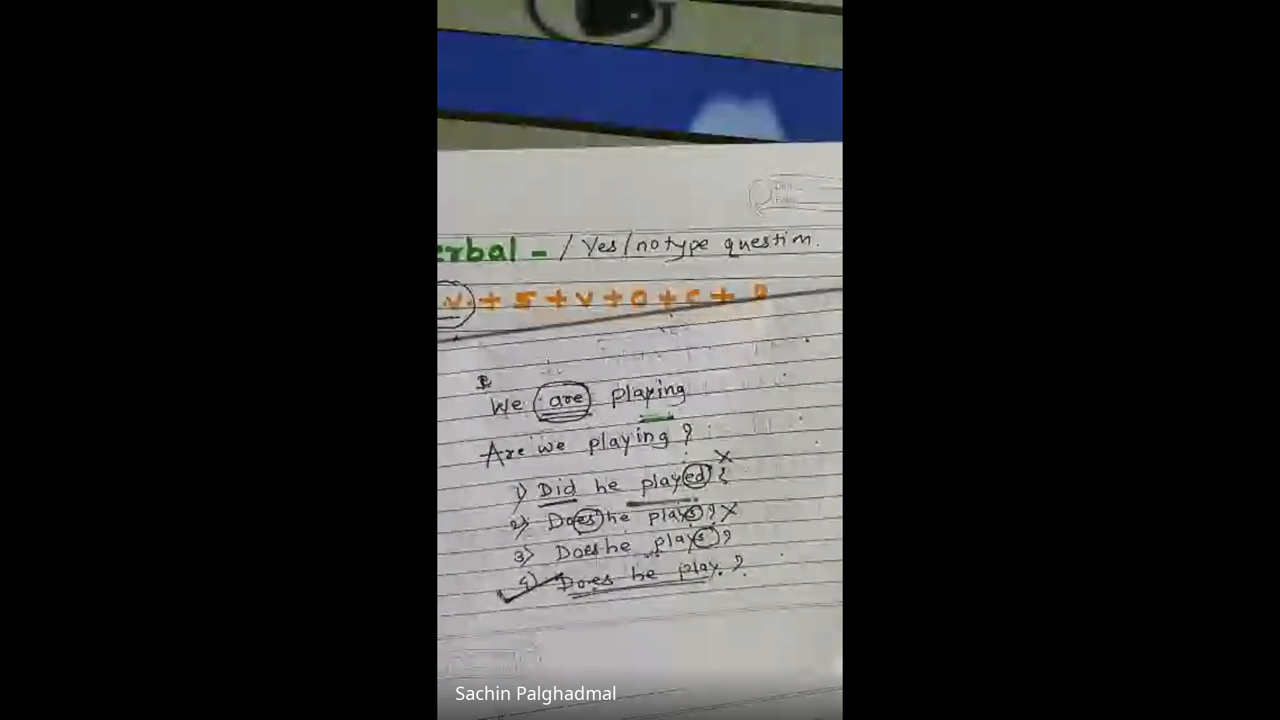 erbal - / Yes/no type question.
v. + S + V + O + C + ?
We are playing
Are we playing ?
1) Did he played ? X
2) Does he plays ? X
3) Does he plays ?
4) Does he play. ?
Sachin Palghadmal